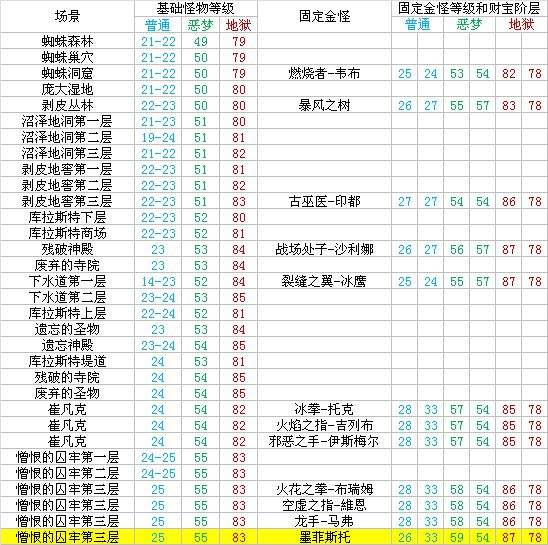 场景 基础怪物等级 固定金怪 固定金怪等级和财宝阶层
普通 恶梦 地狱 普通 恶梦 地狱
蜘蛛森林 21-22 49 79
蜘蛛巢穴 21-22 50 79
蜘蛛洞窟 21-22 50 79 燃烧者-韦布 25 24 53 54 82 78
庞大湿地 21-22 50 80
剥皮丛林 22-23 50 80 暴风之树 26 27 55 57 83 78
沼泽地洞第一层 21-23 51 80
沼泽地洞第二层 19-24 51 81
沼泽地洞第三层 21-22 51 82
剥皮地窖第一层 22-23 51 81
剥皮地窖第二层 22-23 51 82
剥皮地窖第三层 22-23 51 83 古巫医-印都 27 27 54 54 86 78
库拉斯特下层 22-23 52 80
库拉斯特商场 22-23 52 81
残破神殿 23 53 84 战场处子-沙利娜 26 27 56 57 87 78
废弃的寺院 23 53 84
下水道第一层 14-23 52 84 裂缝之翼-冰鹰 25 24 55 57 87 78
下水道第二层 23-24 53 85
库拉斯特上层 22-24 52 81
遗忘的圣物 23 53 84
遗忘神殿 23-24 54 85
库拉斯特堤道 24 53 81
残破的寺院 24 54 85
废弃的圣物 24 54 85
崔凡克 24 54 82 冰拳-托克 28 33 57 54 85 78
崔凡克 24 54 82 火焰之指-吉列布 28 33 57 54 85 78
崔凡克 24 54 82 邪恶之手-伊斯梅尔 28 33 57 54 85 78
憎恨的囚牢第一层 24-25 55 83
憎恨的囚牢第二层 24-25 55 83
憎恨的囚牢第三层 25 55 83 火花之拳-布瑞姆 28 33 58 54 86 78
憎恨的囚牢第三层 25 55 83 空虚之指-維恩 28 33 58 54 86 78
憎恨的囚牢第三层 25 55 83 龙手-马弗 28 33 58 54 86 78
憎恨的囚牢第三层 25 55 83 墨菲斯托 26 33 59 54 87 78